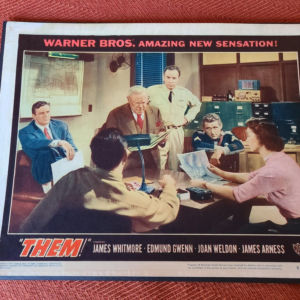 WARNER BROS. AMAZING NEW SENSATION!
THEM!
JAMES WHITMORE · EDMUND GWENN · JOAN WELDON · JAMES ARNESS